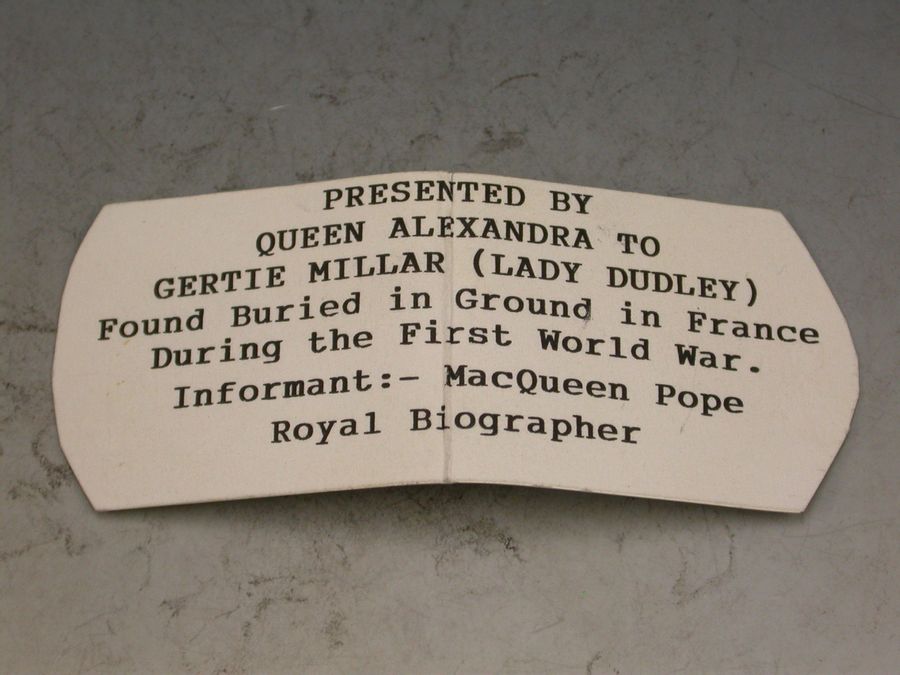 PRESENTED BY
QUEEN ALEXANDRA TO
GERTIE MILLAR (LADY DUDLEY)
Found Buried in Ground in France
During the First World War.
Informant:- MacQueen Pope
Royal Biographer